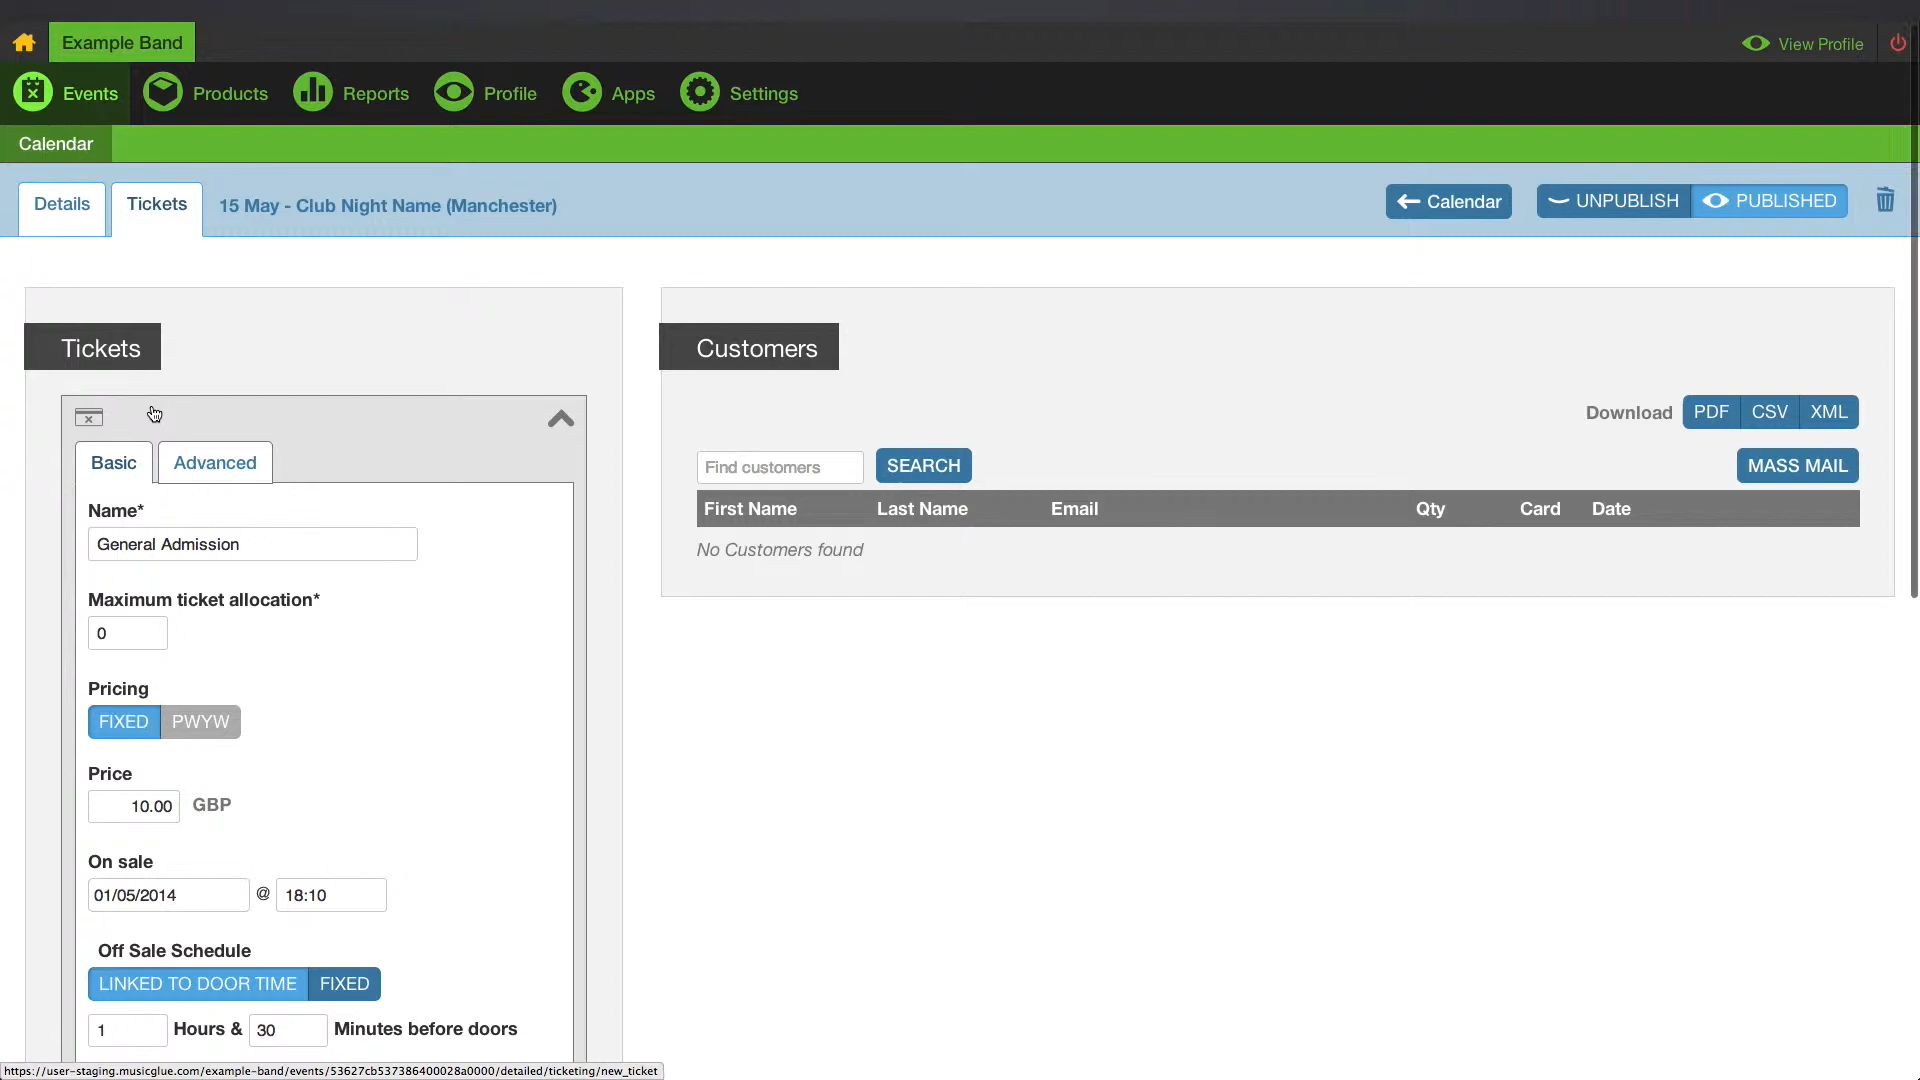 Example Band
View Profile
Events
Products
Reports
Profile
Apps
Settings
Calendar
Details
Tickets
15 May - Club Night Name (Manchester)
Calendar
UNPUBLISH
PUBLISHED
Tickets
Basic
Advanced
Name*
General Admission
Maximum ticket allocation*
0
Pricing
FIXED
PWYW
Price
10.00 GBP
On sale
01/05/2014 @ 18:10
Off Sale Schedule
LINKED TO DOOR TIME
FIXED
1 Hours & 30 Minutes before doors
Customers
Download PDF CSV XML
Find customers
SEARCH
MASS MAIL
First Name Last Name Email Qty Card Date
No Customers found
https://user-staging.musicglue.com/example-band/events/53627cb537386400028a0000/detailed/ticketing/new_ticket